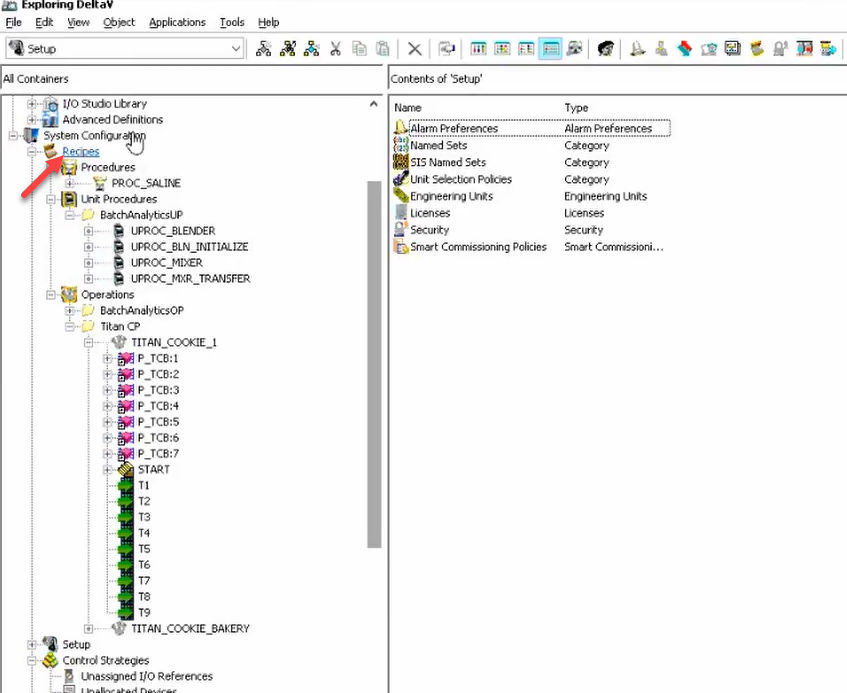 Exploring DeltaV
File Edit View Object Applications Tools Help
Setup
All Containers
Contents of 'Setup'
I/O Studio Library
Advanced Definitions
System Configuration
Recipes
Procedures
PROC_SALINE
Unit Procedures
BatchAnalyticsUP
UPROC_BLENDER
UPROC_BLN_INITIALIZE
UPROC_MIXER
UPROC_MXR_TRANSFER
Operations
BatchAnalyticsOP
Titan CP
TITAN_COOKIE_1
P_TCB:1
P_TCB:2
P_TCB:3
P_TCB:4
P_TCB:5
P_TCB:6
P_TCB:7
START
T1
T2
T3
T4
T5
T6
T7
T8
T9
TITAN_COOKIE_BAKERY
Setup
Control Strategies
Unassigned I/O References
Unallocated Devices
Name Type
Alarm Preferences Alarm Preferences
Named Sets Category
SIS Named Sets Category
Unit Selection Policies Category
Engineering Units Engineering Units
Licenses Licenses
Security Security
Smart Commissioning Policies Smart Commissioni...